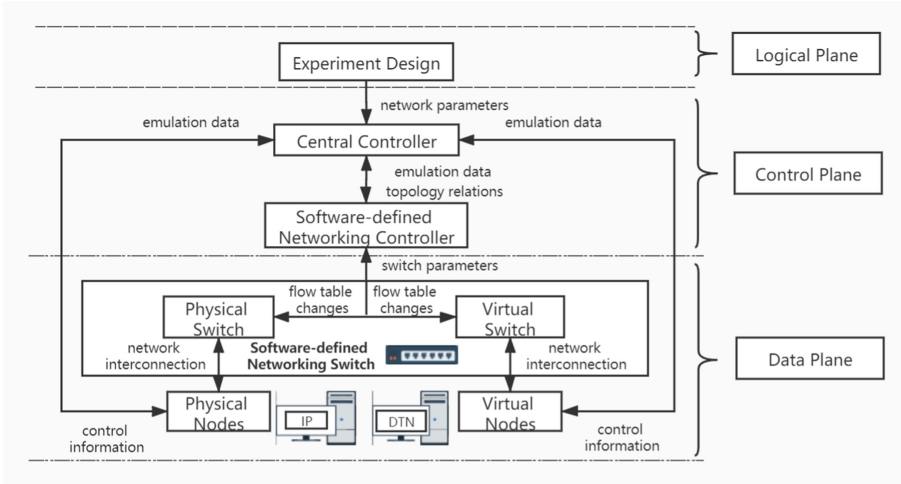 Experiment Design
Logical Plane
network parameters
emulation data
emulation data
Central Controller
emulation data
topology relations
Control Plane
Software-defined
Networking Controller
switch parameters
flow table
changes
flow table
changes
Physical
Switch
Virtual
Switch
network
interconnection
Software-defined
Networking Switch
network
interconnection
Data Plane
Physical
Nodes
IP
DTN
Virtual
Nodes
control
information
control
information